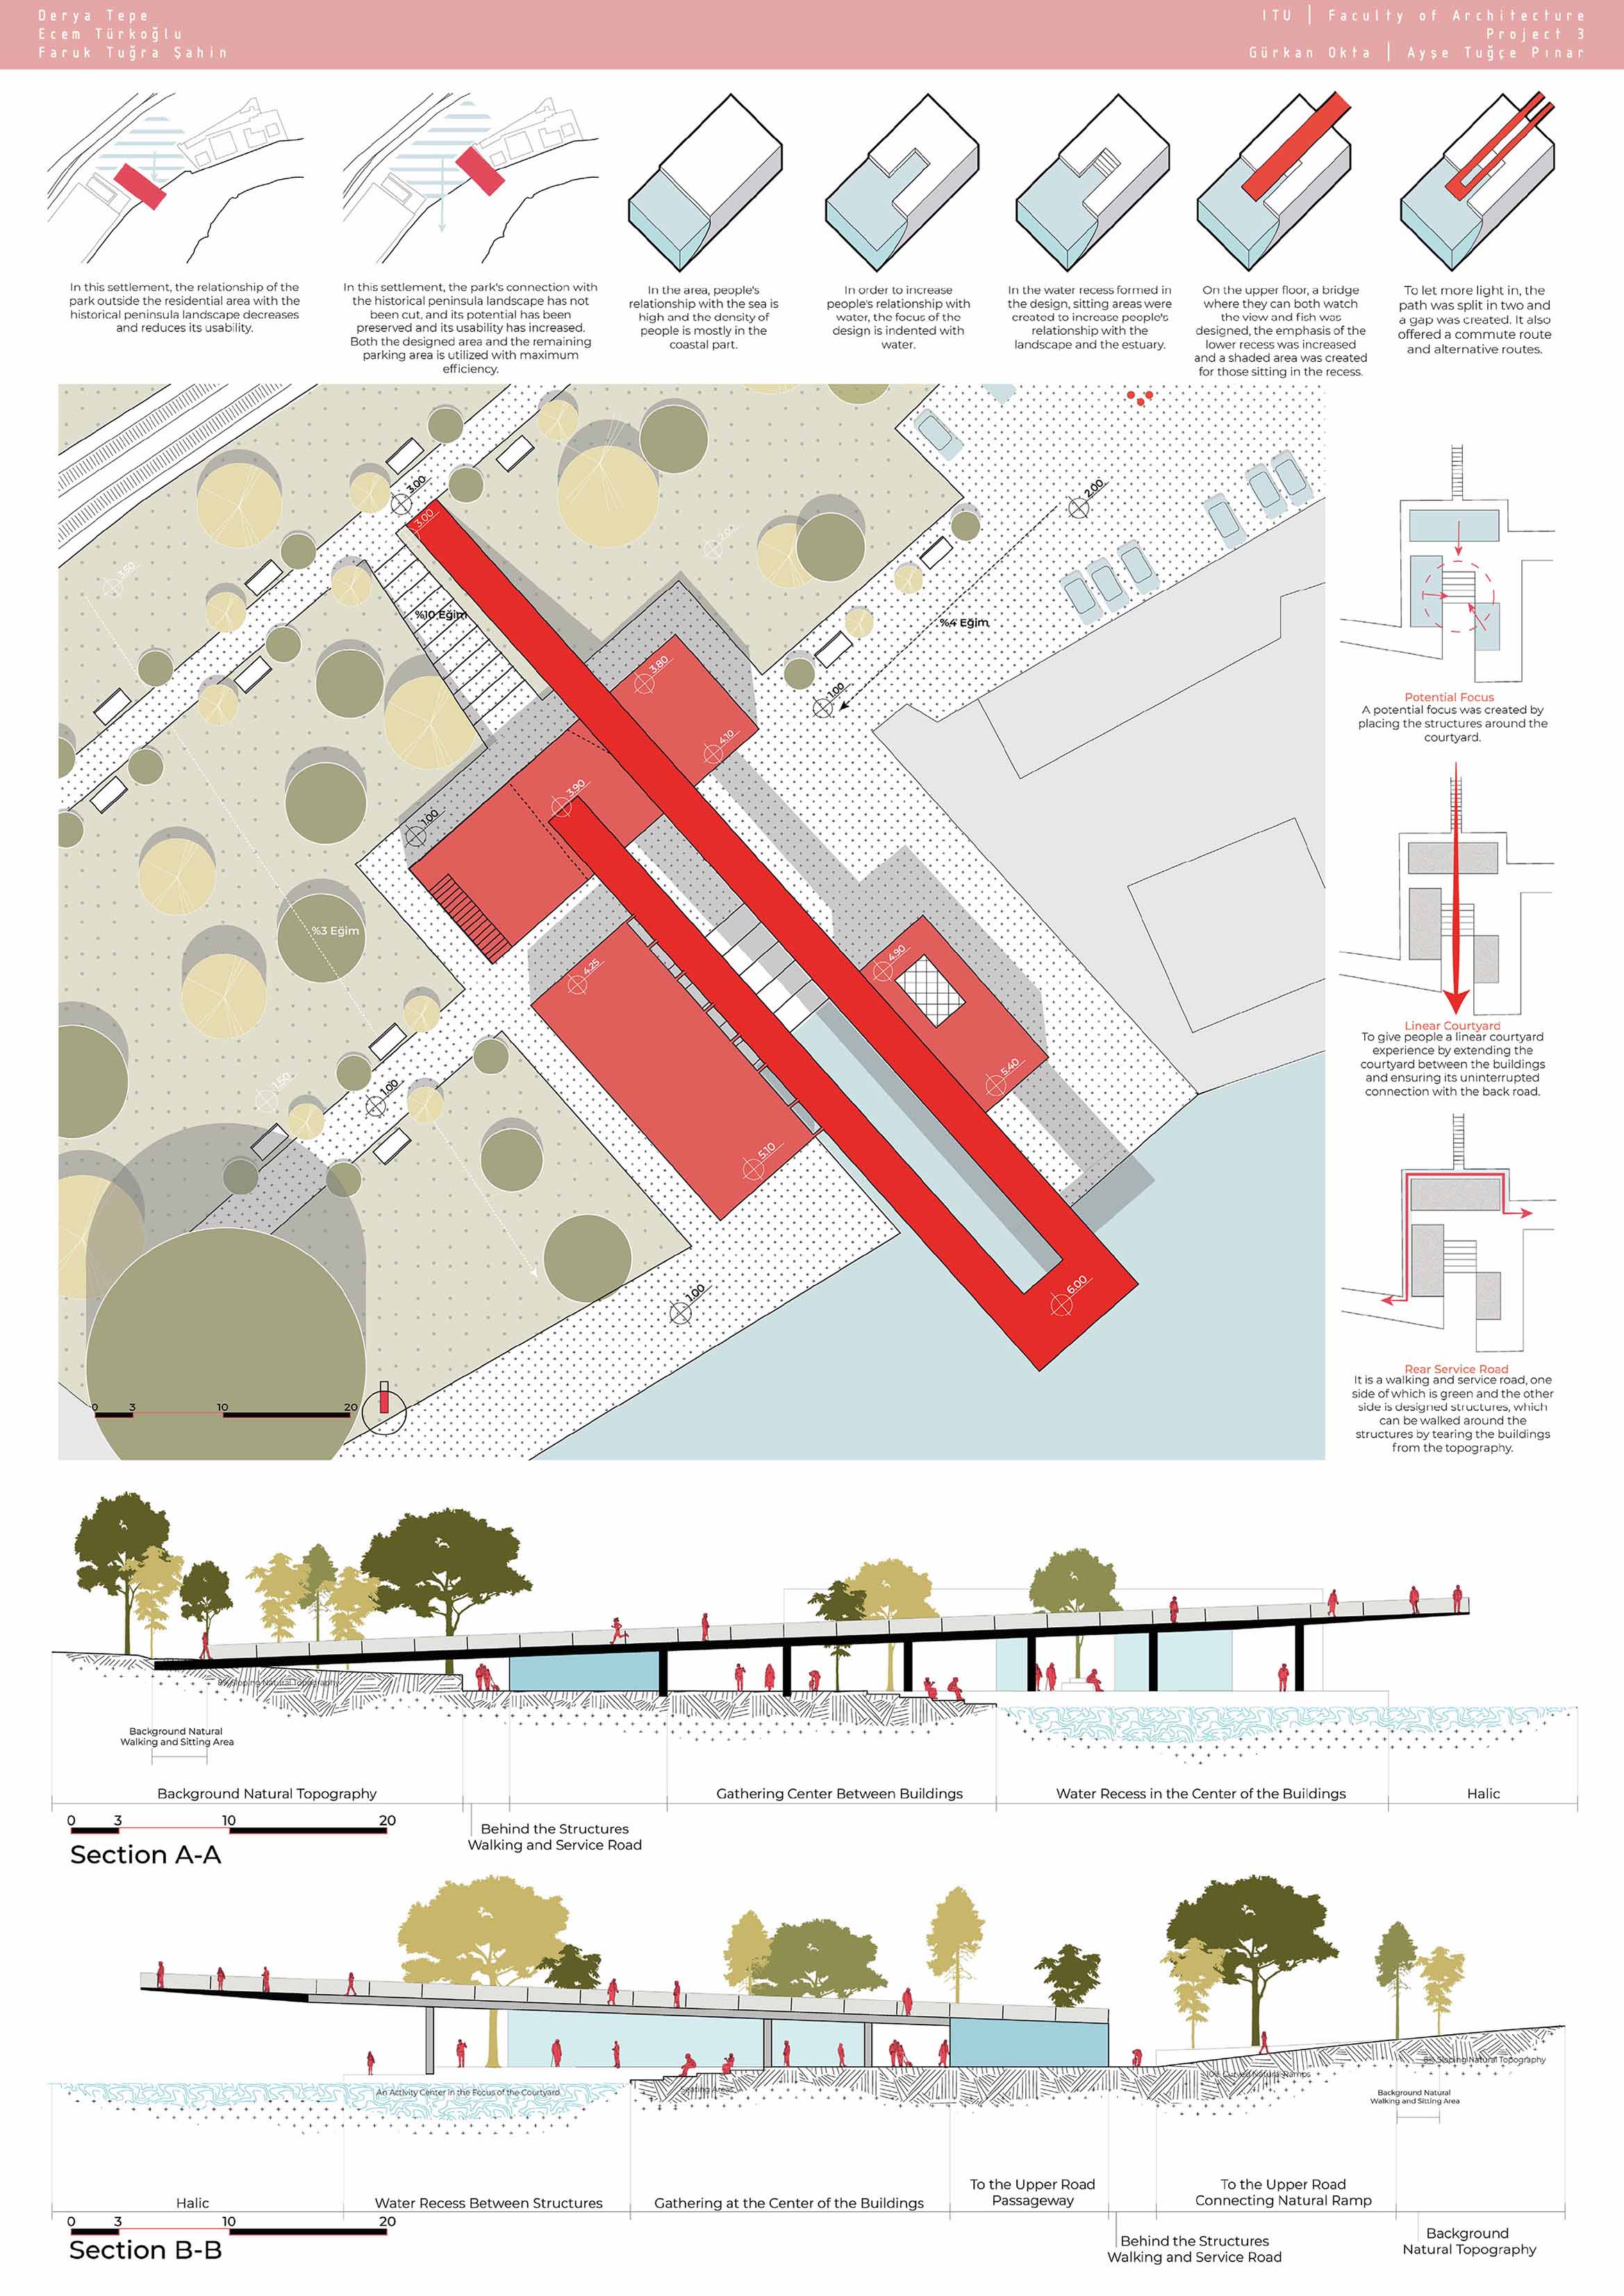 Derya Tepe
Ecem Türkoğlu
Faruk Tuğra Şahin
ITU | Faculty of Architecture
Project 3
Gürkan Okta | Ayşe Tuğçe Pınar
In this settlement, the relationship of the
park outside the residential area with the
historical peninsula landscape decreases
and reduces its usability.
In this settlement, the park's connection with
the historical peninsula landscape has not
been cut, and its potential has been
preserved and its usability has increased.
Both the designed area and the remaining
parking area is utilized with maximum
efficiency.
In the area, people's
relationship with the sea is
high and the density of
people is mostly in the
coastal part.
In order to increase
people's relationship with
water, the focus of the
design is indented with
water.
In the water recess formed in
the design, sitting areas were
created to increase people's
relationship with the
landscape and the estuary.
On the upper floor, a bridge
where they can both watch
the view and fish was
designed, the emphasis of the
lower recess was increased
and a shaded area was created
for those sitting in the recess.
To let more light in, the
path was split in two and
a gap was created. It also
offered a commute route
and alternative routes.
3.00
3.00
2.00
2.00
3.50
%10 Eğim
%4 Eğim
3.80
1.00
4.10
3.90
1.00
%3 Eğim
4.90
4.25
5.40
1.50
1.00
5.10
6.00
1.00
0 3 10 20
Potential Focus
A potential focus was created by
placing the structures around the
courtyard.
Linear Courtyard
To give people a linear courtyard
experience by extending the
courtyard between the buildings
and ensuring its uninterrupted
connection with the back road.
Rear Service Road
It is a walking and service road, one
side of which is green and the other
side is designed structures, which
can be walked around the
structures by tearing the buildings
from the topography.
Sloping Natural Topography
Background Natural
Walking and Sitting Area
Background Natural Topography
Gathering Center Between Buildings
Water Recess in the Center of the Buildings
Halic
Behind the Structures
Walking and Service Road
0 3 10 20
Section A-A
An Activity Center in the Focus of the Courtyard
Seating Areas
Curved Natural Ramps
Sloping Natural Topography
Background Natural
Walking and Sitting Area
Halic
Water Recess Between Structures
Gathering at the Center of the Buildings
To the Upper Road
Passageway
To the Upper Road
Connecting Natural Ramp
Behind the Structures
Walking and Service Road
Background
Natural Topography
0 3 10 20
Section B-B